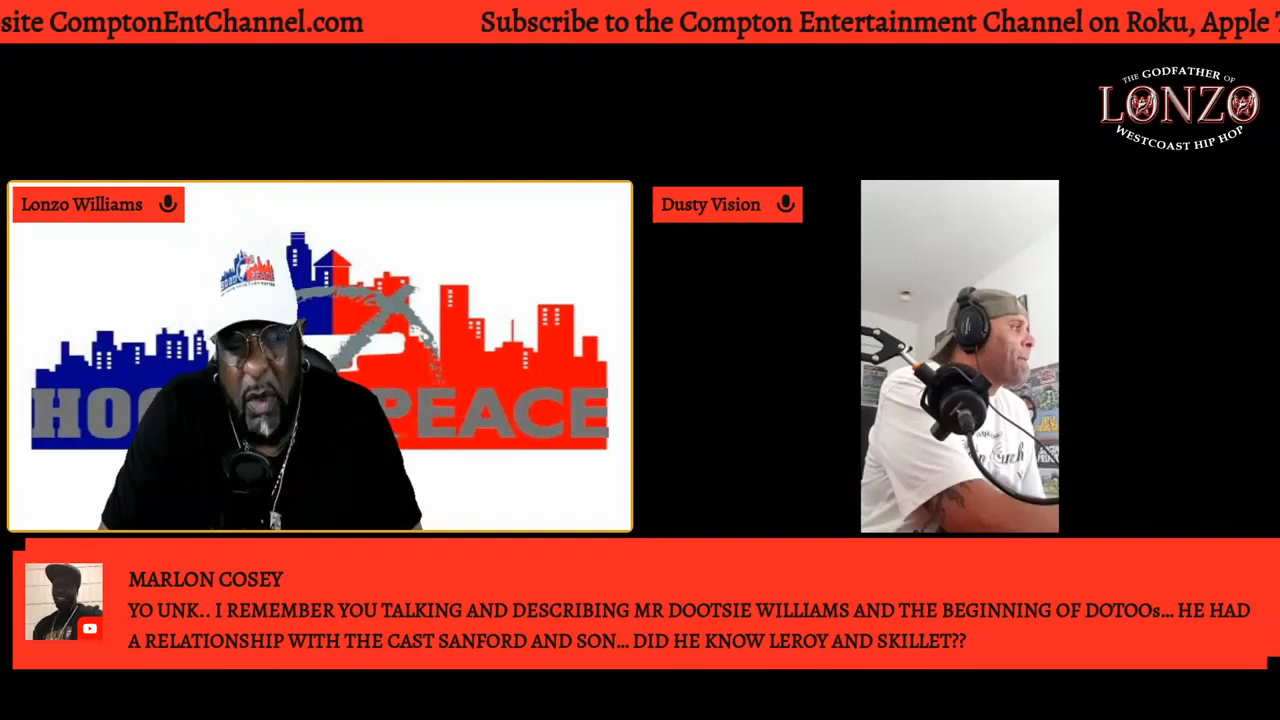 site ComptonEntChannel.com Subscribe to the Compton Entertainment Channel on Roku, Apple
THE GODFATHER OF
LONZO
WESTCOAST HIP HOP
Lonzo Williams
Dusty Vision
HOO PEACE
MARLON COSEY
YO UNK.. I REMEMBER YOU TALKING AND DESCRIBING MR DOOTSIE WILLIAMS AND THE BEGINNING OF DOTOOs... HE HAD
A RELATIONSHIP WITH THE CAST SANFORD AND SON... DID HE KNOW LEROY AND SKILLET??